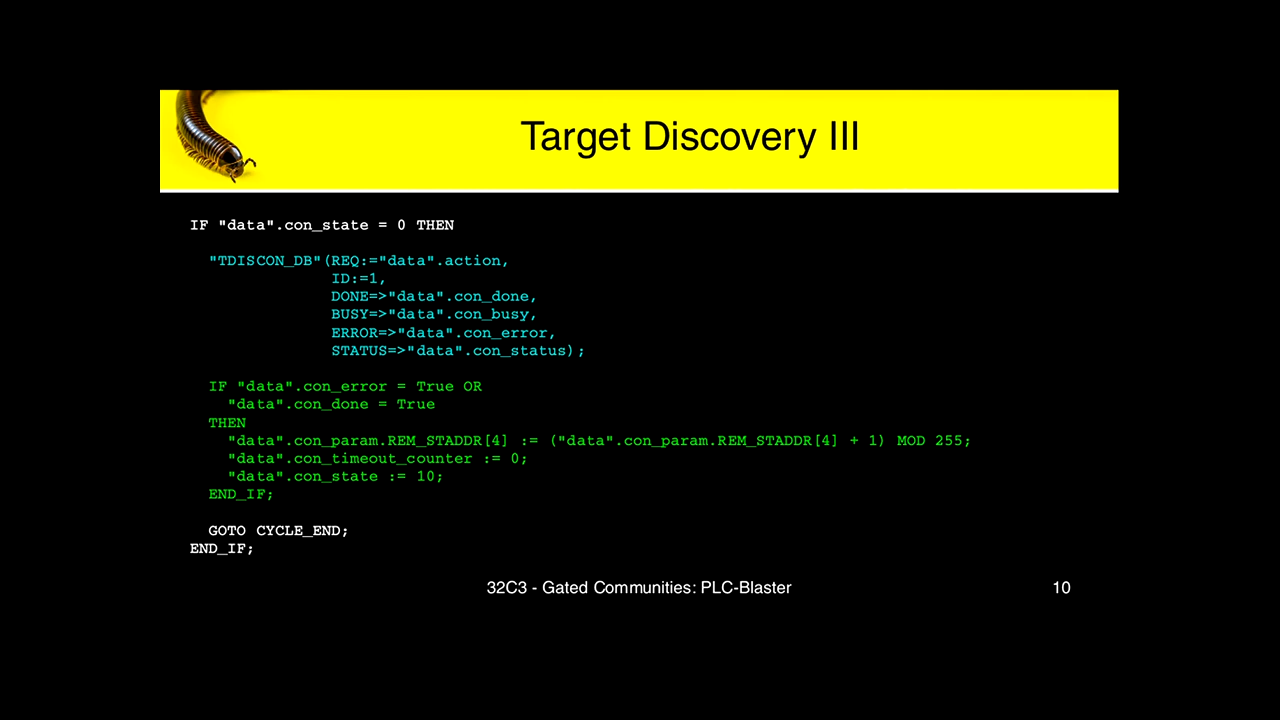 Target Discovery III
IF "data".con_state = 0 THEN
"TDISCON_DB"(REQ:="data".action,
ID:=1,
DONE=>"data".con_done,
BUSY=>"data".con_busy,
ERROR=>"data".con_error,
STATUS=>"data".con_status);
IF "data".con_error = True OR
"data".con_done = True
THEN
"data".con_param.REM_STADDR[4] := ("data".con_param.REM_STADDR[4] + 1) MOD 255;
"data".con_timeout_counter := 0;
"data".con_state := 10;
END_IF;
GOTO CYCLE_END;
END_IF;
32C3 - Gated Communities: PLC-Blaster
10